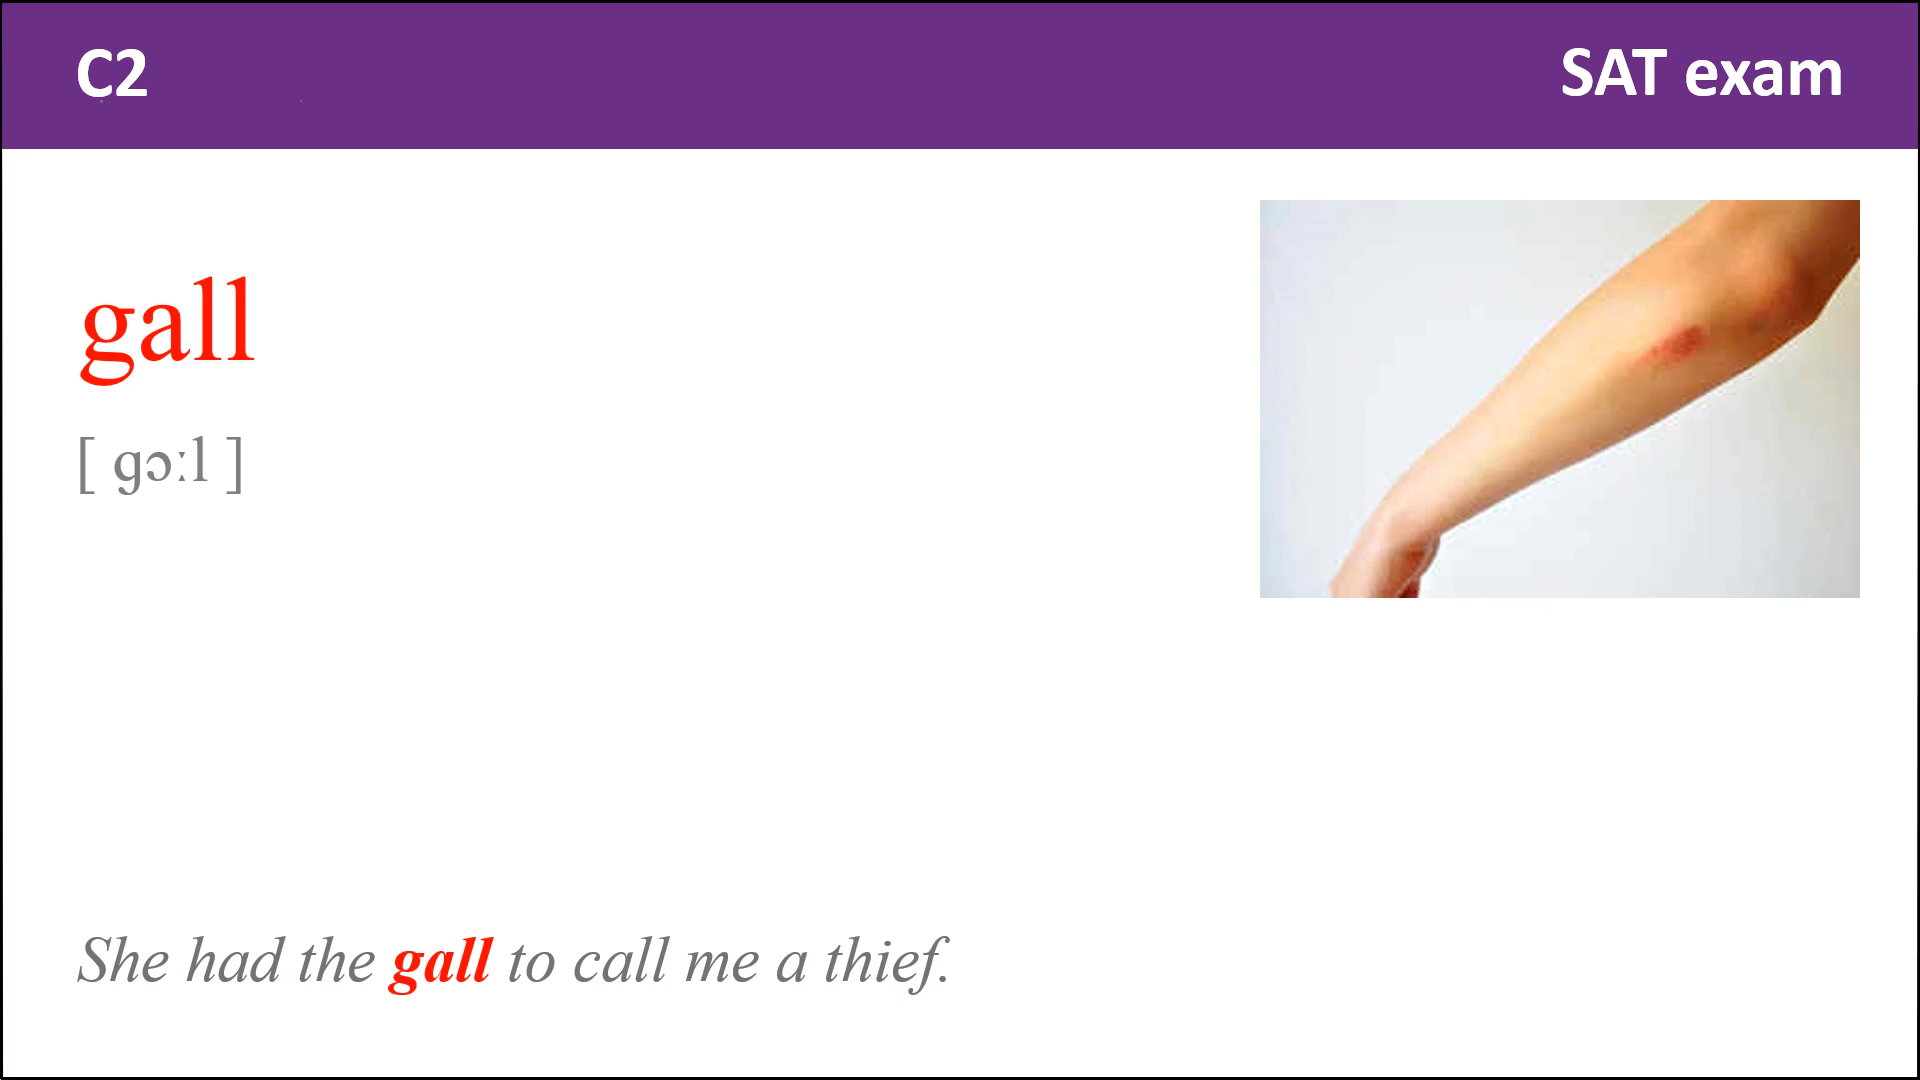 C2
SAT exam
gall
[ gɔːl ]
She had the gall to call me a thief.